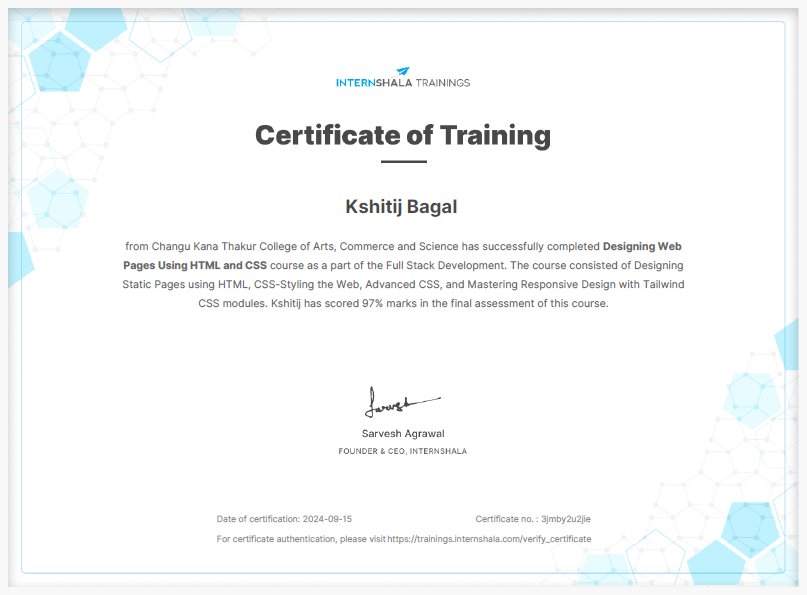 INTERNSHALA TRAININGS
Certificate of Training
Kshitij Bagal
from Changu Kana Thakur College of Arts, Commerce and Science has successfully completed Designing Web
Pages Using HTML and CSS course as a part of the Full Stack Development. The course consisted of Designing
Static Pages using HTML, CSS-Styling the Web, Advanced CSS, and Mastering Responsive Design with Tailwind
CSS modules. Kshitij has scored 97% marks in the final assessment of this course.
Sarvesh
Sarvesh Agrawal
FOUNDER & CEO, INTERNSHALA
Date of certification: 2024-09-15 Certificate no. : 3jmby2u2jie
For certificate authentication, please visit https://trainings.internshala.com/verify_certificate